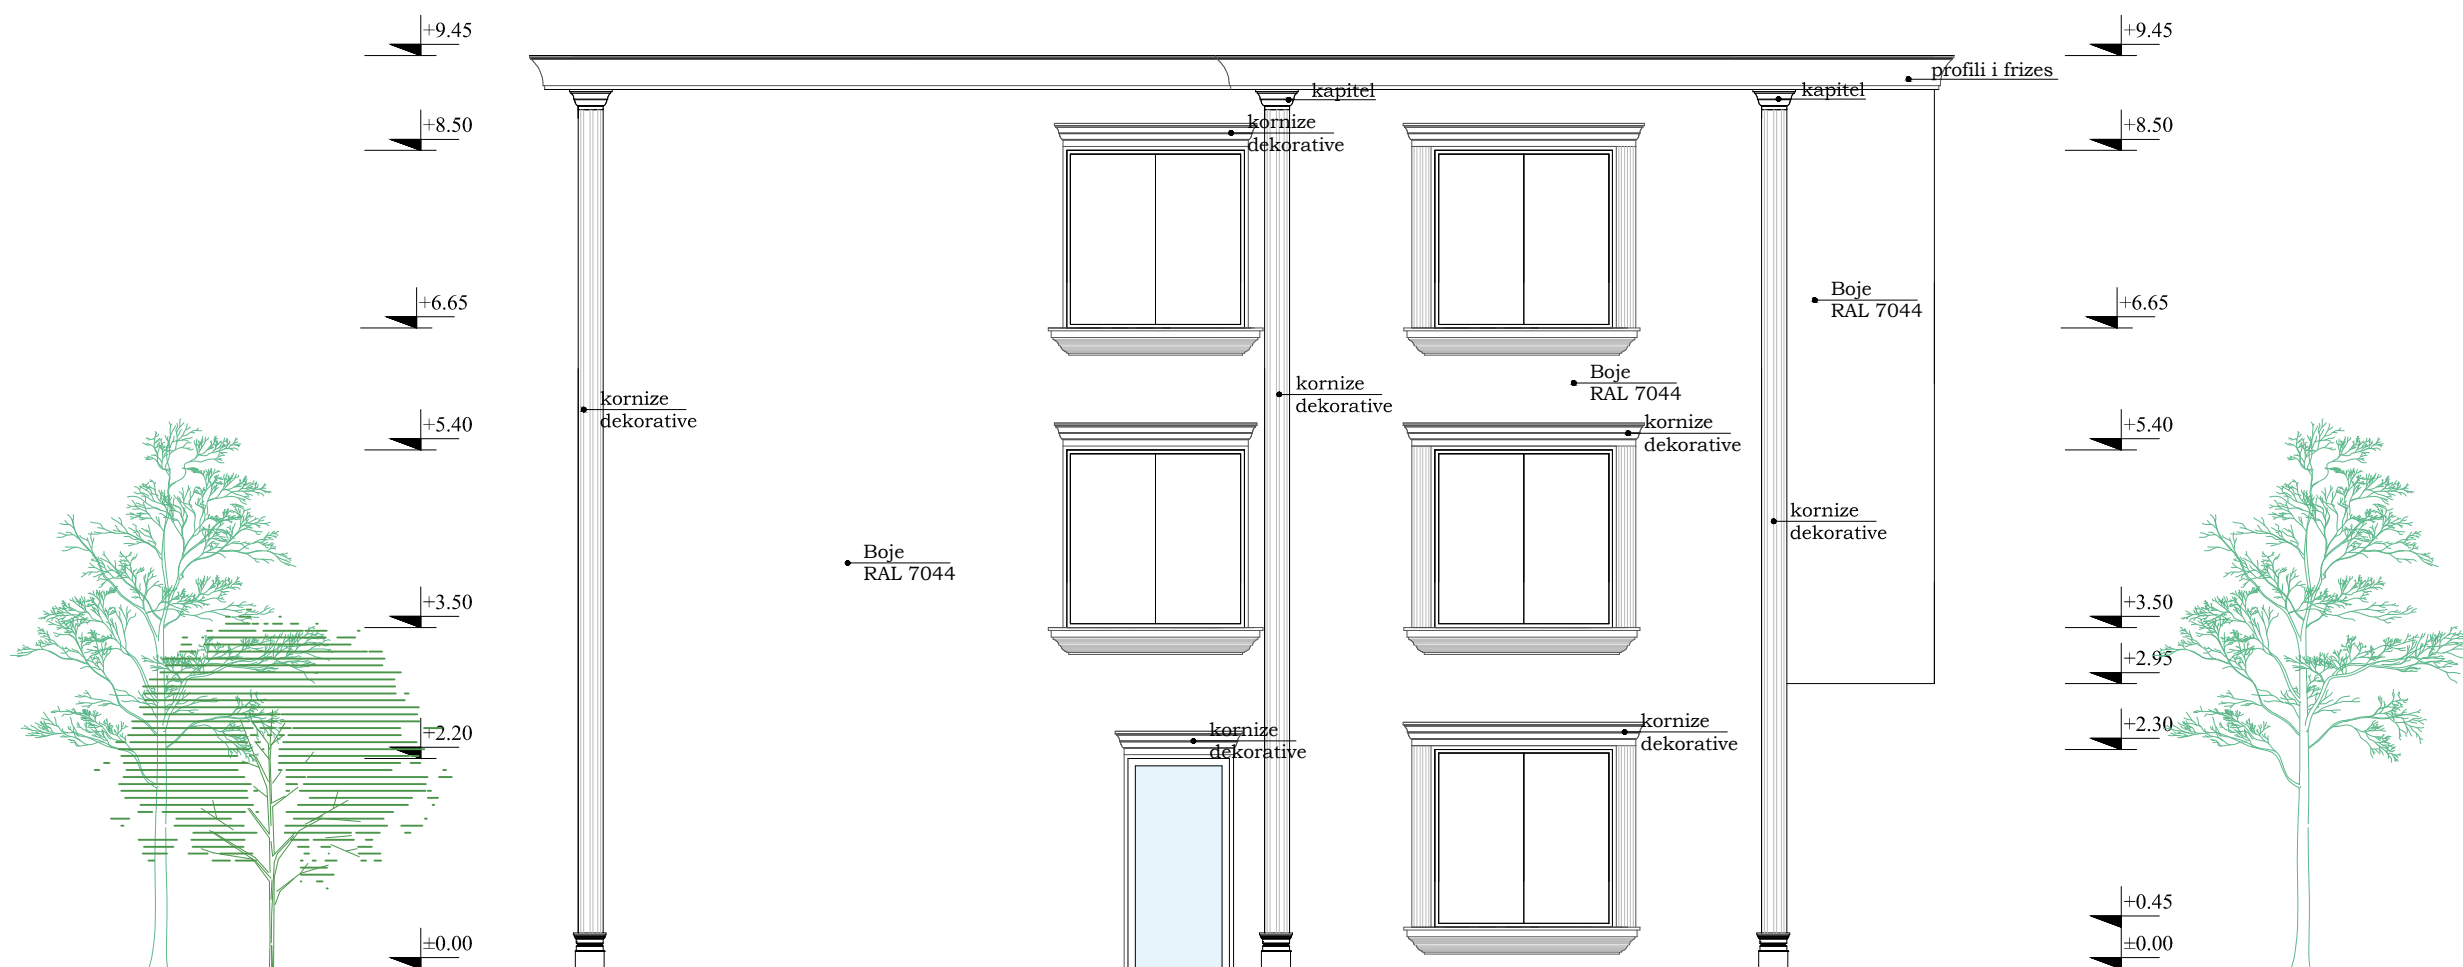 +9.45
+9.45
profili i frizes
kapitel
kapitel
+8.50
kornize
dekorative
+8.50
+6.65
Boje
RAL 7044
+6.65
Boje
RAL 7044
kornize
dekorative
kornize
dekorative
+5.40
kornize
dekorative
+5.40
kornize
dekorative
Boje
RAL 7044
+3.50
+3.50
+2.95
+2.20
kornize
dekorative
kornize
dekorative
+2.30
+0.45
±0.00
±0.00